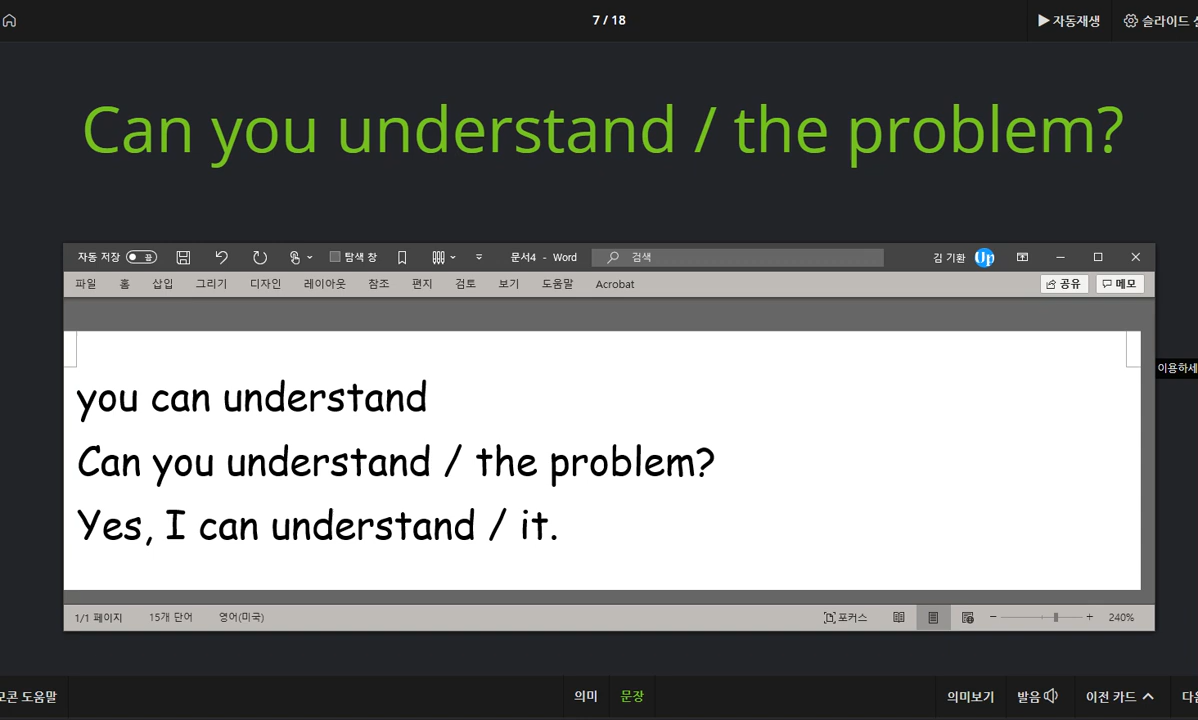 7 / 18
▶ 자동재생
슬라이드
Can you understand / the problem?
자동 저장 끔 탐색 창 문서4 - Word 검색 김 기환 Up
파일 홈 삽입 그리기 디자인 레이아웃 참조 편지 검토 보기 도움말 Acrobat 공유 메모
이용하세
you can understand
Can you understand / the problem?
Yes, I can understand / it.
1/1 페이지 15개 단어 영어(미국) 포커스 240%
도움말 의미 문장 의미보기 발음 이전 카드